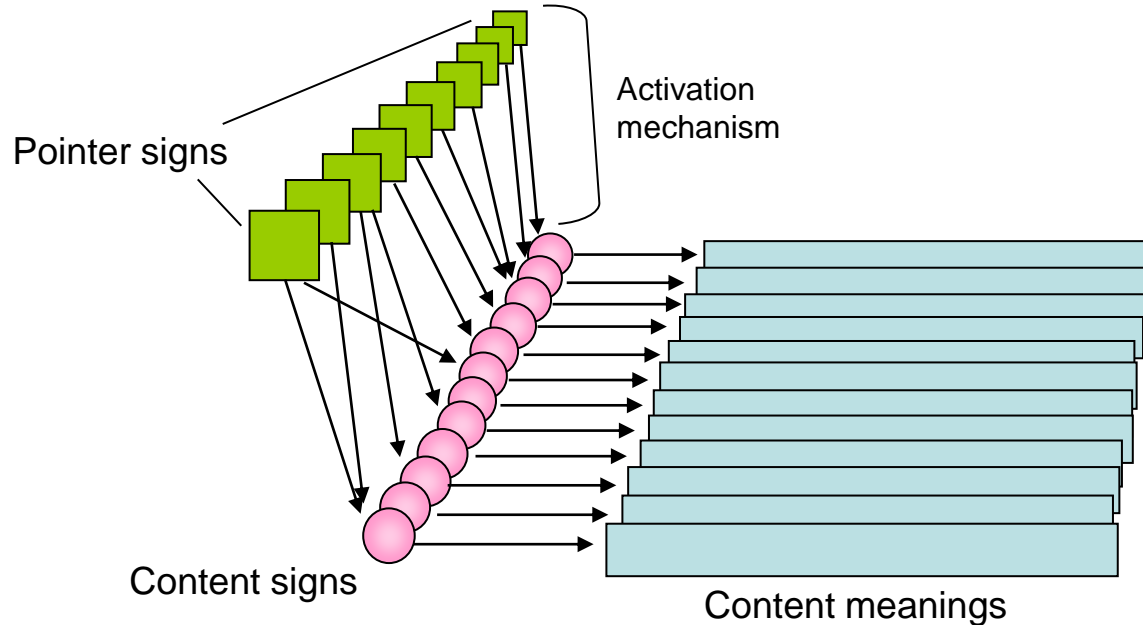 Activation
mechanism
Pointer signs
Content signs
Content meanings